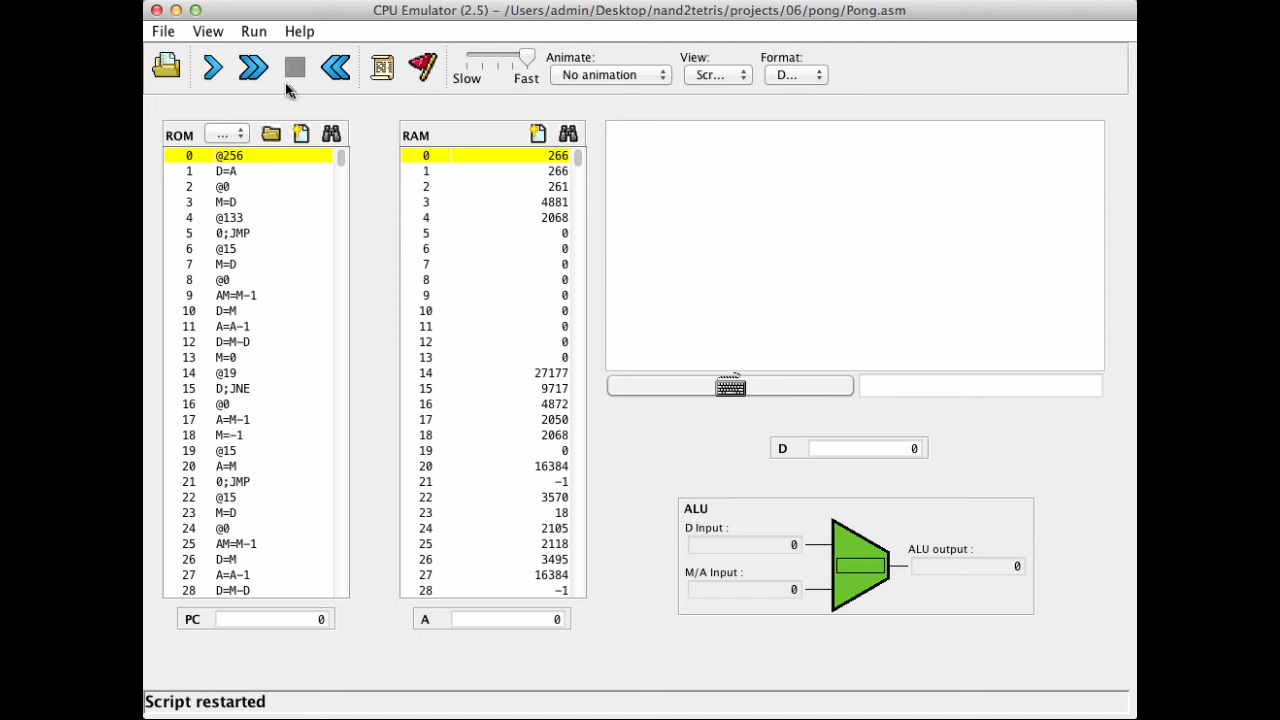 CPU Emulator (2.5) - /Users/admin/Desktop/nand2tetris/projects/06/pong/Pong.asm
File View Run Help
Slow Fast
Animate: View: Format:
No animation Scr... D...
ROM ...
0 @256
1 D=A
2 @0
3 M=D
4 @133
5 0;JMP
6 @15
7 M=D
8 @0
9 AM=M-1
10 D=M
11 A=A-1
12 D=M-D
13 M=0
14 @19
15 D;JNE
16 @0
17 A=M-1
18 M=-1
19 @15
20 A=M
21 0;JMP
22 @15
23 M=D
24 @0
25 AM=M-1
26 D=M
27 A=A-1
28 D=M-D
PC 0
RAM
0 266
1 266
2 261
3 4881
4 2068
5 0
6 0
7 0
8 0
9 0
10 0
11 0
12 0
13 0
14 27177
15 9717
16 4872
17 2050
18 2068
19 0
20 16384
21 -1
22 3570
23 18
24 2105
25 2118
26 3495
27 16384
28 -1
A 0
D 0
ALU
D Input :
0
M/A Input :
0
ALU output :
0
Script restarted